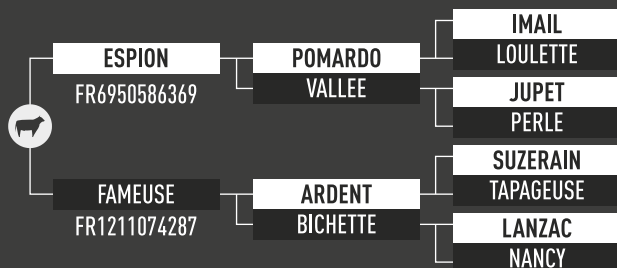 ESPION
FR6950586369
FAMEUSE
FR1211074287
POMARDO
VALLEE
ARDENT
BICHETTE
IMAIL
LOULETTE
JUPET
PERLE
SUZERAIN
TAPAGEUSE
LANZAC
NANCY